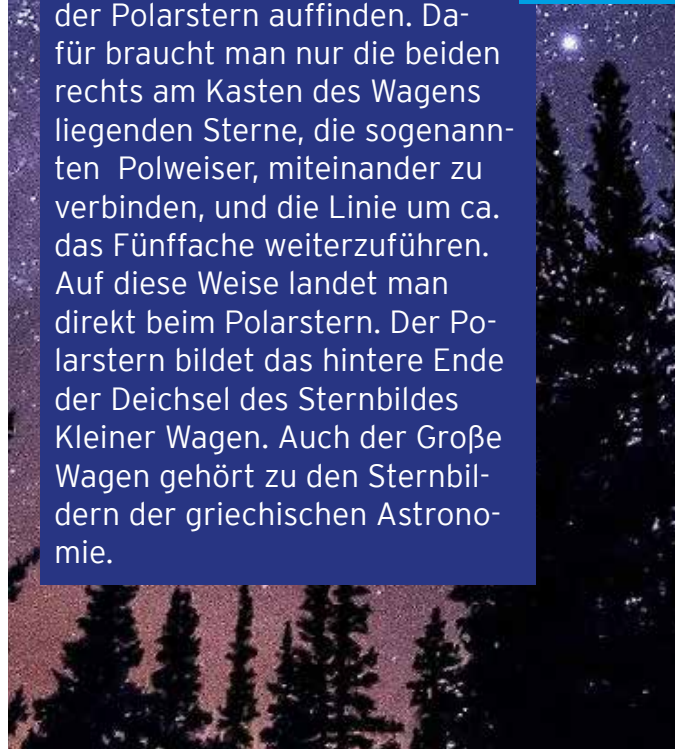 der Polarstern auffinden. Da-
für braucht man nur die beiden
rechts am Kasten des Wagens
liegenden Sterne, die sogenann-
ten Polweiser, miteinander zu
verbinden, und die Linie um ca.
das Fünffache weiterzuführen.
Auf diese Weise landet man
direkt beim Polarstern. Der Po-
larstern bildet das hintere Ende
der Deichsel des Sternbildes
Kleiner Wagen. Auch der Große
Wagen gehört zu den Sternbil-
dern der griechischen Astrono-
mie.